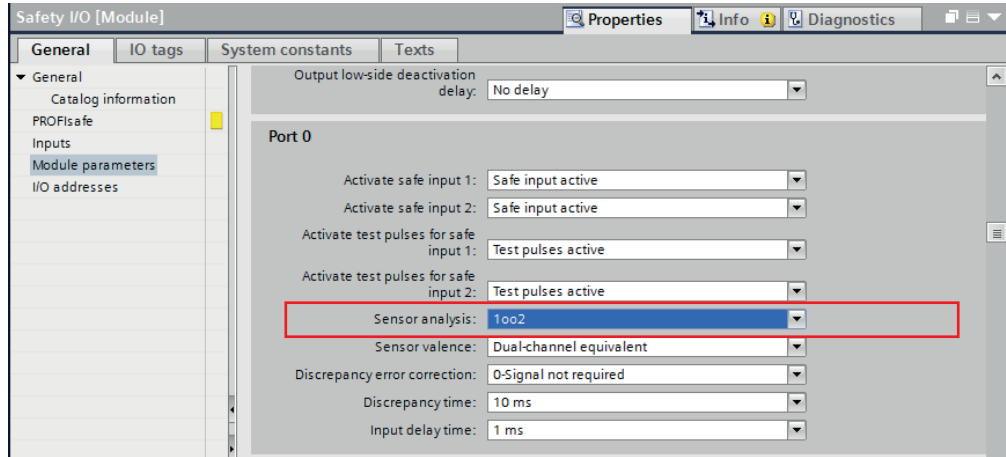 Safety I/O [Module]
Properties
Info
Diagnostics
General
IO tags
System constants
Texts
General
Catalog information
PROFIsafe
Inputs
Module parameters
I/O addresses
Output low-side deactivation
delay: No delay
Port 0
Activate safe input 1: Safe input active
Activate safe input 2: Safe input active
Activate test pulses for safe
input 1: Test pulses active
Activate test pulses for safe
input 2: Test pulses active
Sensor analysis: 1oo2
Sensor valence: Dual-channel equivalent
Discrepancy error correction: 0-Signal not required
Discrepancy time: 10 ms
Input delay time: 1 ms